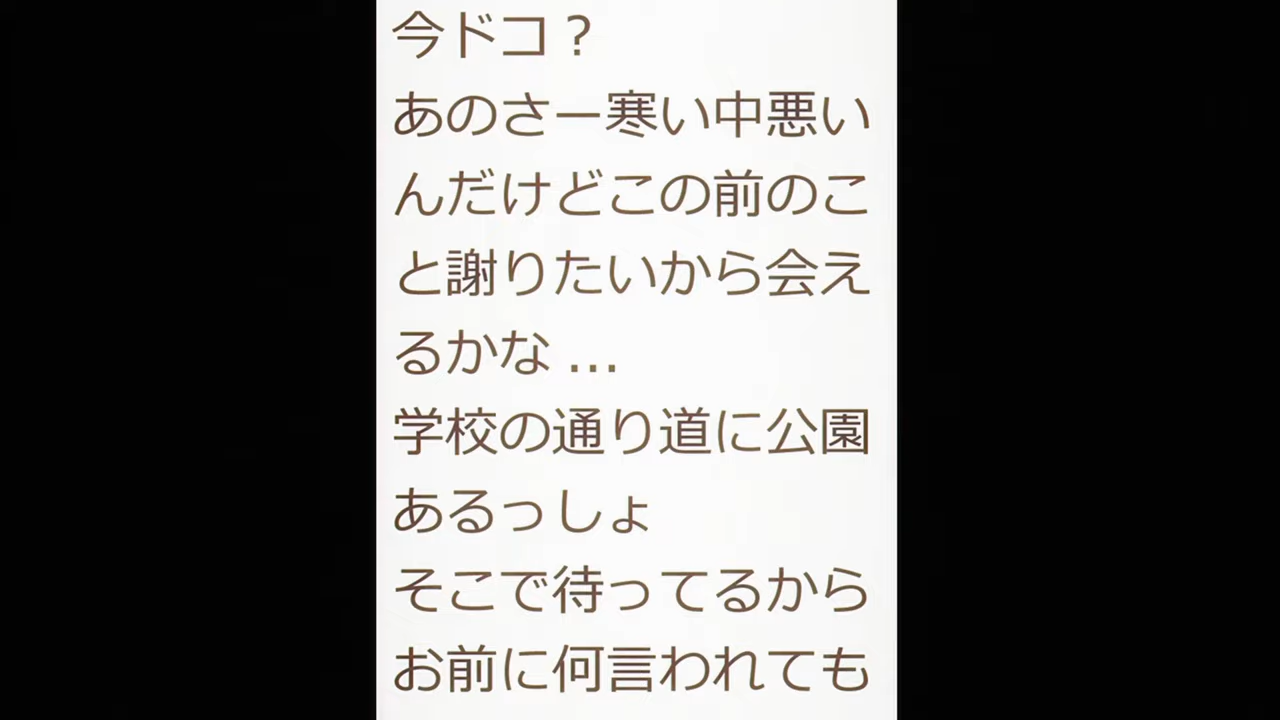 今ドコ？
あのさー寒い中悪い
んだけどこの前のこ
と謝りたいから会え
るかな…
学校の通り道に公園
あるっしょ
そこで待ってるから
お前に何言われても